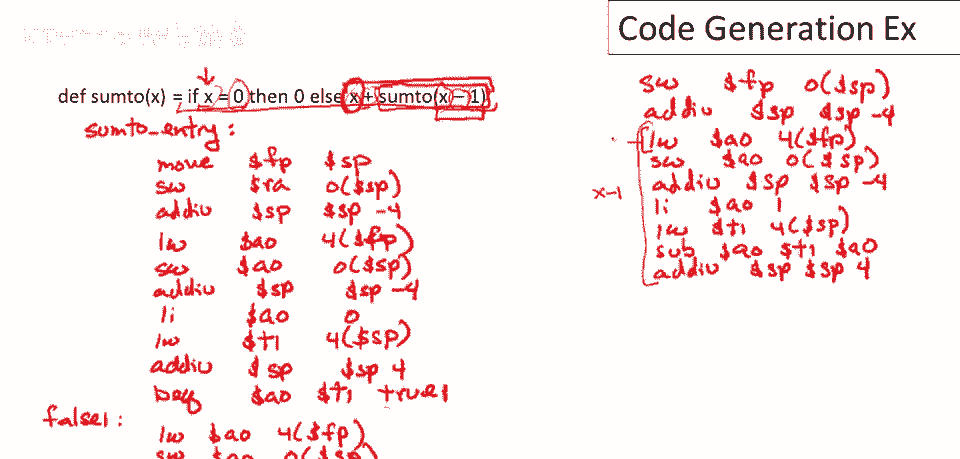 Code Generation Ex
def sumto(x) = if x = 0 then 0 else x + sumto(x – 1)
sumto_entry :
move $fp $sp
sw $ra 0($sp)
addiu $sp $sp -4
lw $a0 4($fp)
sw $a0 0($sp)
addiu $sp $sp -4
li $a0 0
lw $t1 4($sp)
addiu $sp $sp 4
beq $a0 $t1 true1
false1 :
lw $a0 4($fp)
sw $a0 0($sp)
sw $fp 0($sp)
addiu $sp $sp -4
lw $a0 4($fp)
sw $a0 0($sp)
addiu $sp $sp -4
x-1
li $a0 1
lw $t1 4($sp)
sub $a0 $t1 $a0
addiu $sp $sp 4